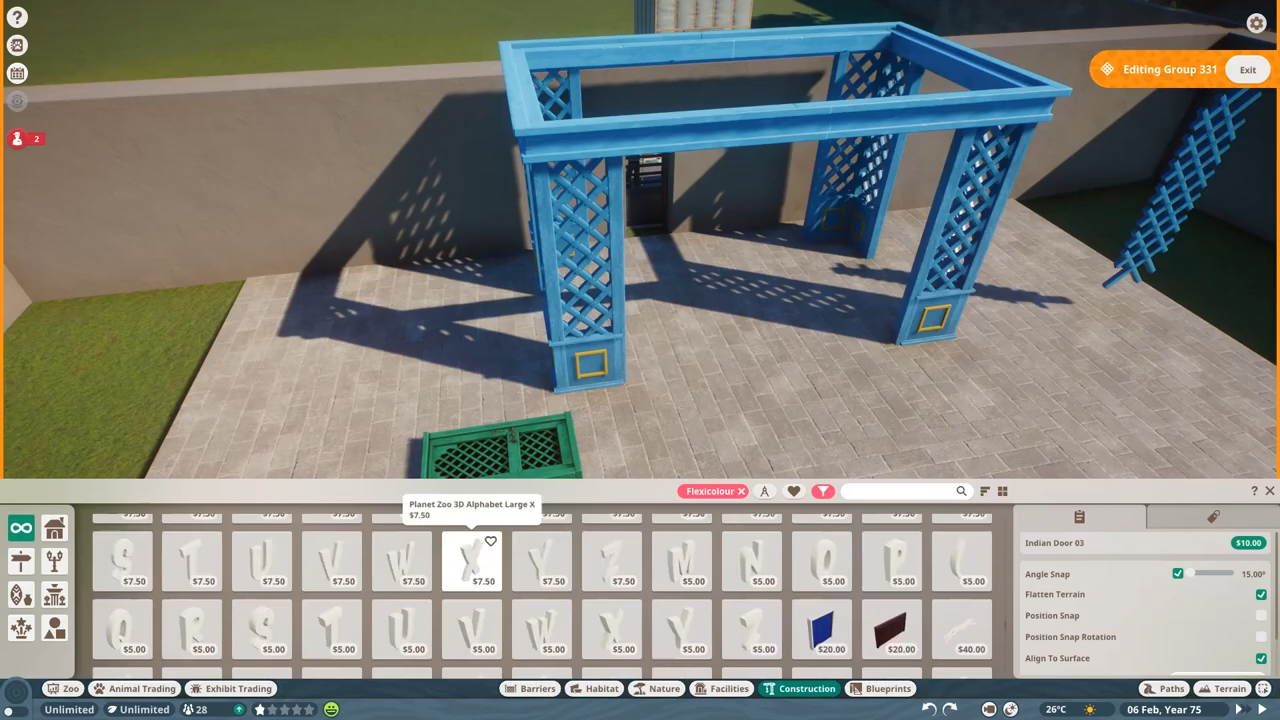 ?
Editing Group 331
Exit
2
Flexicolour ×
? ×
Planet Zoo 3D Alphabet Large X
$7.50
$7.50 $7.50 $7.50 $7.50 $7.50 $7.50 $7.50 $7.50 $5.00 $5.00 $5.00 $5.00 $5.00
$5.00 $5.00 $5.00 $5.00 $5.00 $5.00 $5.00 $5.00 $5.00 $5.00 $20.00 $20.00 $40.00
Indian Door 03 $10.00
Angle Snap 15.00°
Flatten Terrain
Position Snap
Position Snap Rotation
Align To Surface
Zoo Animal Trading Exhibit Trading Barriers Habitat Nature Facilities Construction Blueprints Paths Terrain
Unlimited Unlimited 28 26°C 06 Feb, Year 75